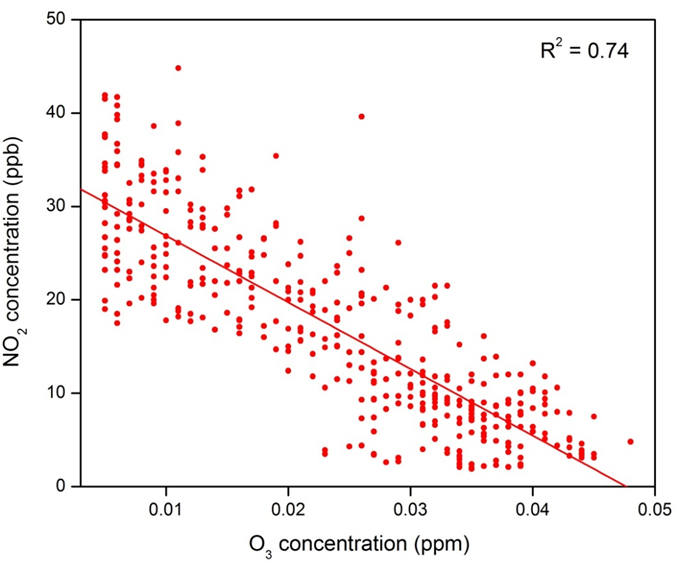 50
R² = 0.74
40
30
20
10
0
NO₂ concentration (ppb)
0.01 0.02 0.03 0.04 0.05
O₃ concentration (ppm)